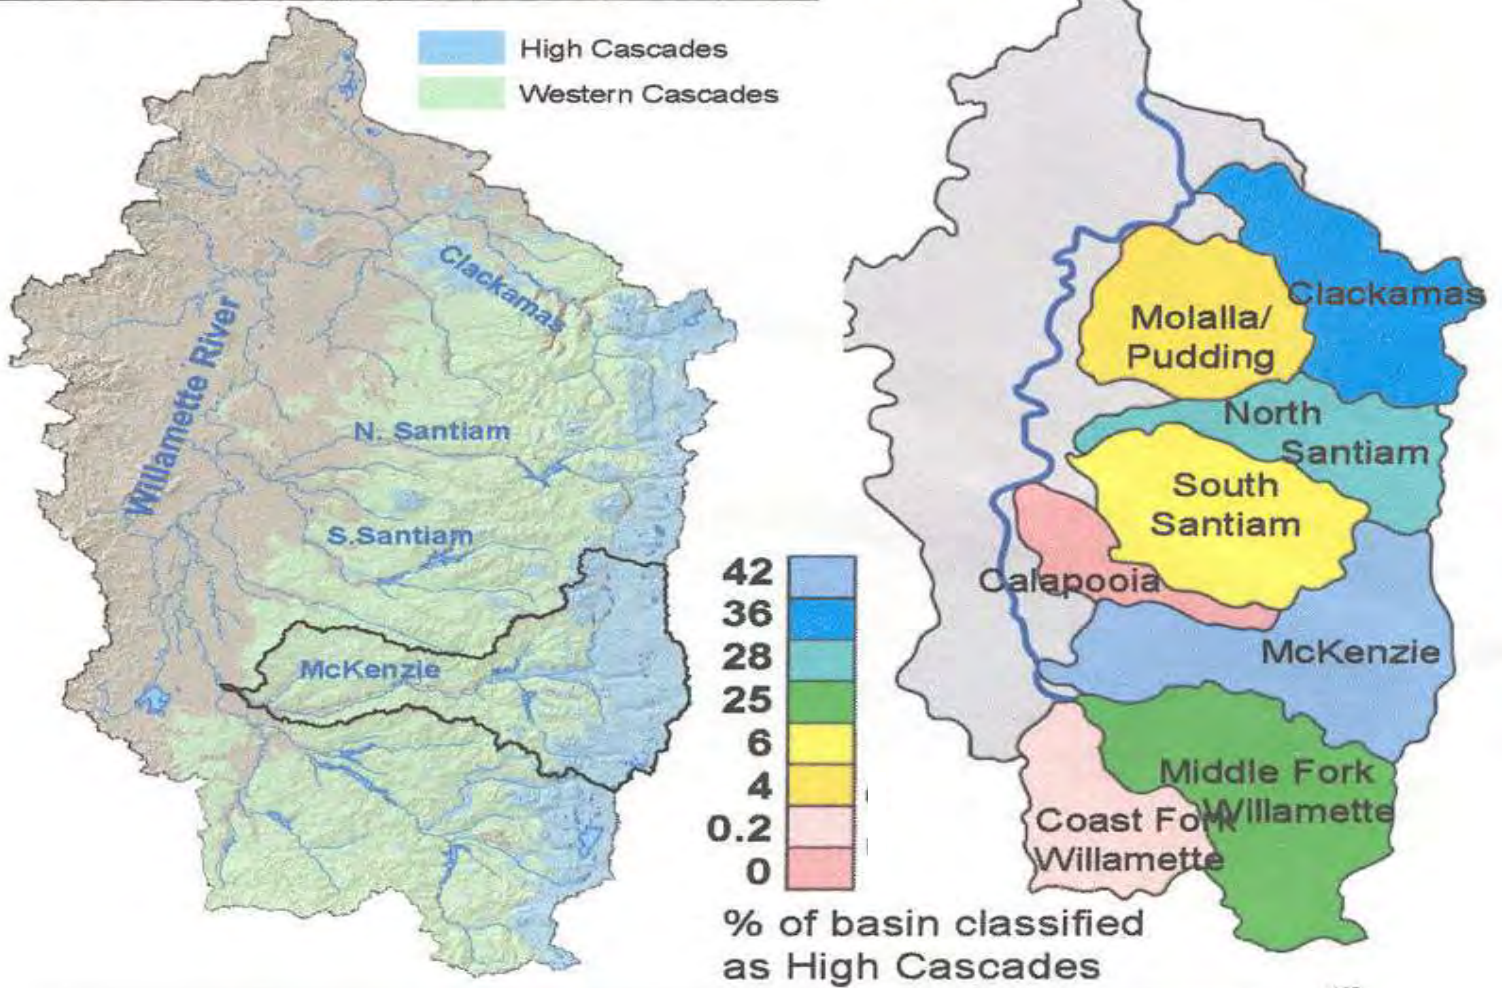 High Cascades
Western Cascades
Clackamas
Willamette River
N. Santiam
S.Santiam
McKenzie
Clackamas
Molalla/
Pudding
North
Santiam
South
Santiam
Calapooia
McKenzie
Middle Fork
Willamette
Coast Fork
Willamette
42
36
28
25
6
4
0.2
0
% of basin classified
as High Cascades